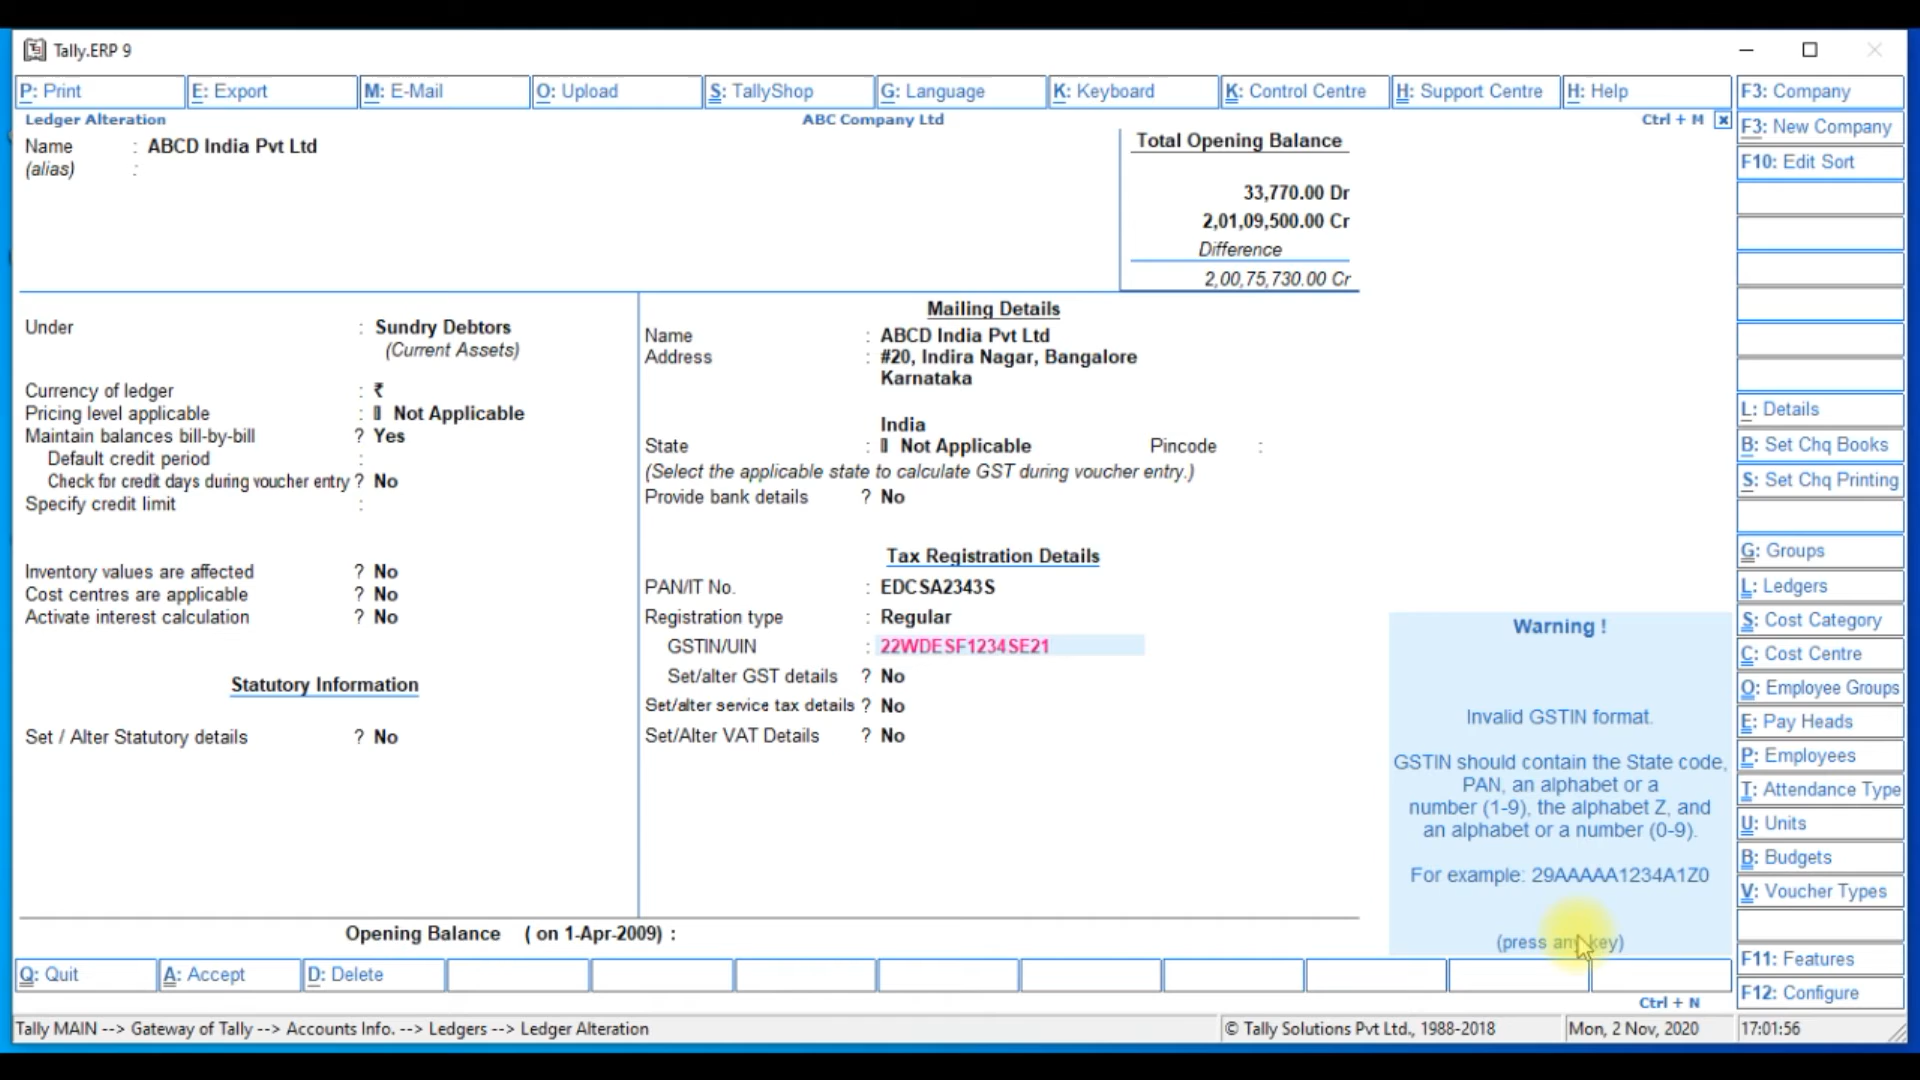 Tally.ERP 9
P: Print E: Export M: E-Mail O: Upload S: TallyShop G: Language K: Keyboard K: Control Centre H: Support Centre H: Help F3: Company
Ledger Alteration ABC Company Ltd Ctrl + M
Name : ABCD India Pvt Ltd
(alias) :
Total Opening Balance
33,770.00 Dr
2,01,09,500.00 Cr
Difference
2,00,75,730.00 Cr
Under : Sundry Debtors
(Current Assets)
Currency of ledger : ₹
Pricing level applicable : Not Applicable
Maintain balances bill-by-bill ? Yes
Default credit period :
Check for credit days during voucher entry ? No
Specify credit limit :
Inventory values are affected ? No
Cost centres are applicable ? No
Activate interest calculation ? No
Statutory Information
Set / Alter Statutory details ? No
Mailing Details
Name : ABCD India Pvt Ltd
Address : #20, Indira Nagar, Bangalore
Karnataka
India
State : Not Applicable Pincode :
(Select the applicable state to calculate GST during voucher entry.)
Provide bank details ? No
Tax Registration Details
PAN/IT No. : EDCSA2343S
Registration type : Regular
GSTIN/UIN : 22WDESF1234SE21
Set/alter GST details ? No
Set/alter service tax details ? No
Set/Alter VAT Details ? No
Warning !
Invalid GSTIN format.
GSTIN should contain the State code,
PAN, an alphabet or a
number (1-9), the alphabet Z, and
an alphabet or a number (0-9).
For example: 29AAAAA1234A1Z0
(press any key)
Opening Balance ( on 1-Apr-2009) :
F3: New Company
F10: Edit Sort
L: Details
B: Set Chq Books
S: Set Chq Printing
G: Groups
L: Ledgers
S: Cost Category
C: Cost Centre
O: Employee Groups
E: Pay Heads
P: Employees
T: Attendance Type
U: Units
B: Budgets
V: Voucher Types
F11: Features
F12: Configure
Q: Quit A: Accept D: Delete
Ctrl + N
Tally MAIN --> Gateway of Tally --> Accounts Info. --> Ledgers --> Ledger Alteration © Tally Solutions Pvt Ltd., 1988-2018 Mon, 2 Nov, 2020 17:01:56